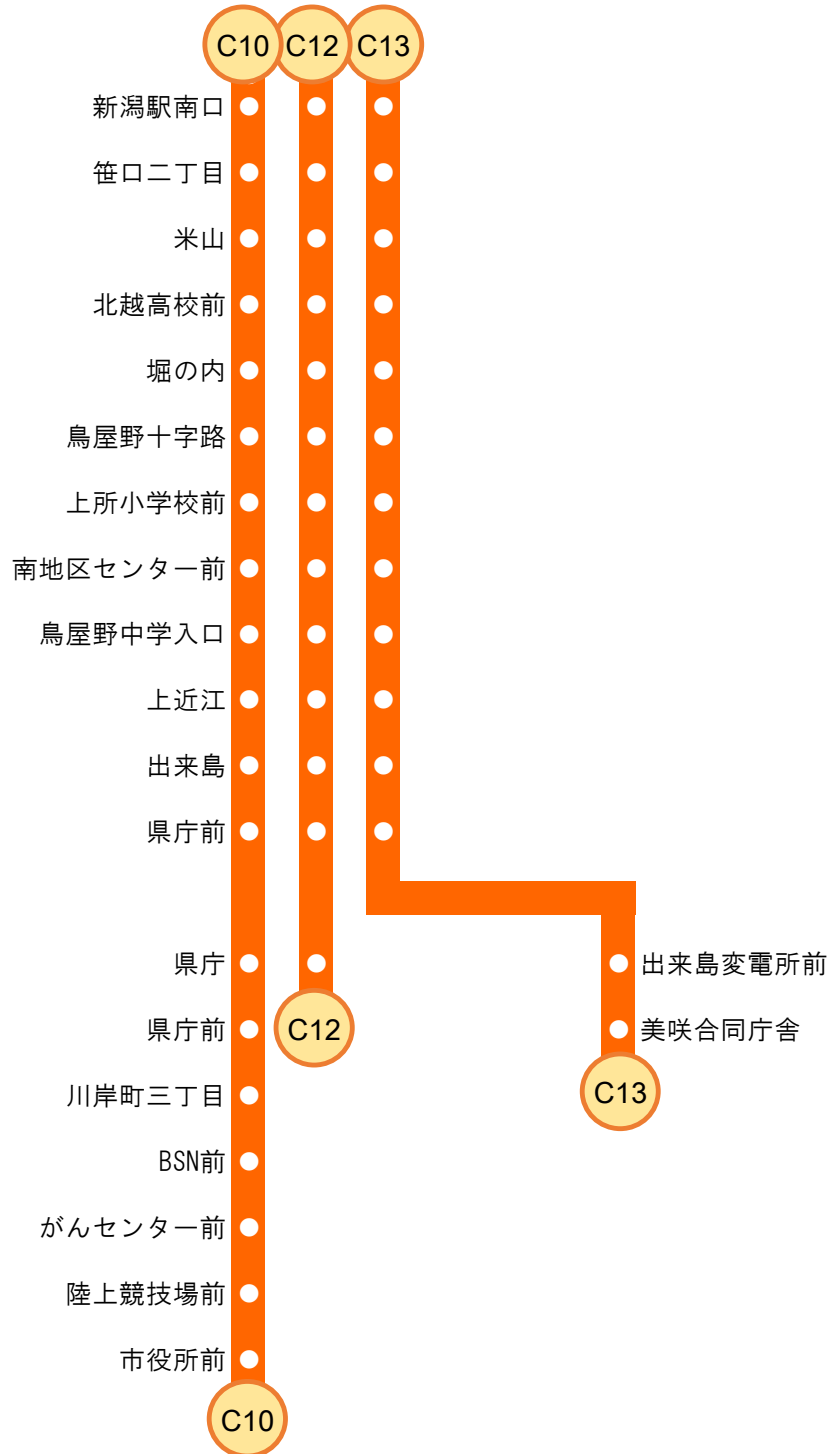 C10 C12 C13
新潟駅南口
笹口二丁目
米山
北越高校前
堀の内
鳥屋野十字路
上所小学校前
南地区センター前
鳥屋野中学入口
上近江
出来島
県庁前
県庁 出来島変電所前
県庁前 C12 美咲合同庁舎
川岸町三丁目 C13
BSN前
がんセンター前
陸上競技場前
市役所前
C10